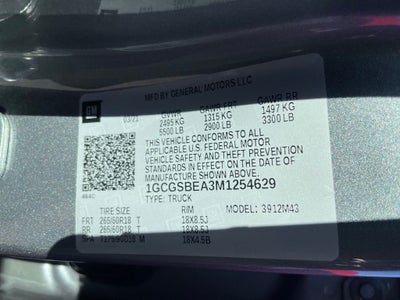 MFD BY GENERAL MOTORS LLC
GM
03/21
GVWR GAWR FRT GAWR RR
2495 KG 1315 KG 1497 KG
5500 LB 2900 LB 3300 LB
THIS VEHICLE CONFORMS TO ALL
APPLICABLE U.S. FEDERAL MOTOR
VEHICLE SAFETY AND THEFT PREVENTION
STANDARDS IN EFFECT ON THE DATE OF
MANUFACTURE SHOWN ABOVE.
1GCGSBEA3M1254629
TYPE: TRUCK
MODEL: 3912M43
TIRE SIZE RIM
FRT 265/60R18 T 18X8.5J
RR 265/60R18 T 18X8.5J
SPA M 18X4.5B